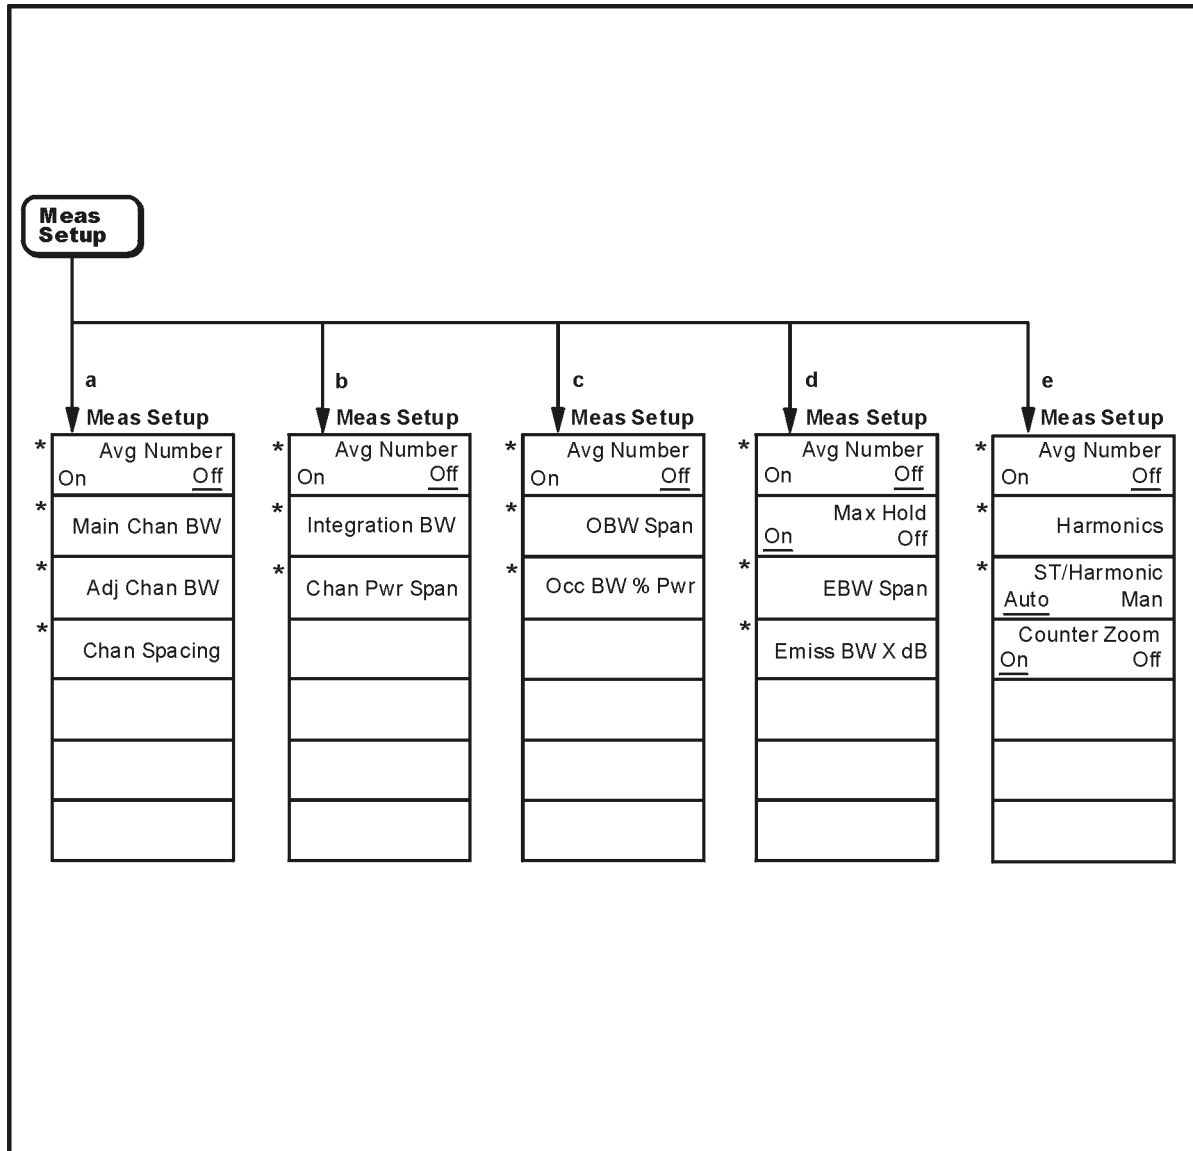 Meas
Setup
a
Meas Setup
* Avg Number
On Off
* Main Chan BW
* Adj Chan BW
* Chan Spacing
b
Meas Setup
* Avg Number
On Off
* Integration BW
* Chan Pwr Span
c
Meas Setup
* Avg Number
On Off
* OBW Span
* Occ BW % Pwr
d
Meas Setup
* Avg Number
On Off
Max Hold
On Off
* EBW Span
* Emiss BW X dB
e
Meas Setup
* Avg Number
On Off
* Harmonics
* ST/Harmonic
Auto Man
Counter Zoom
On Off